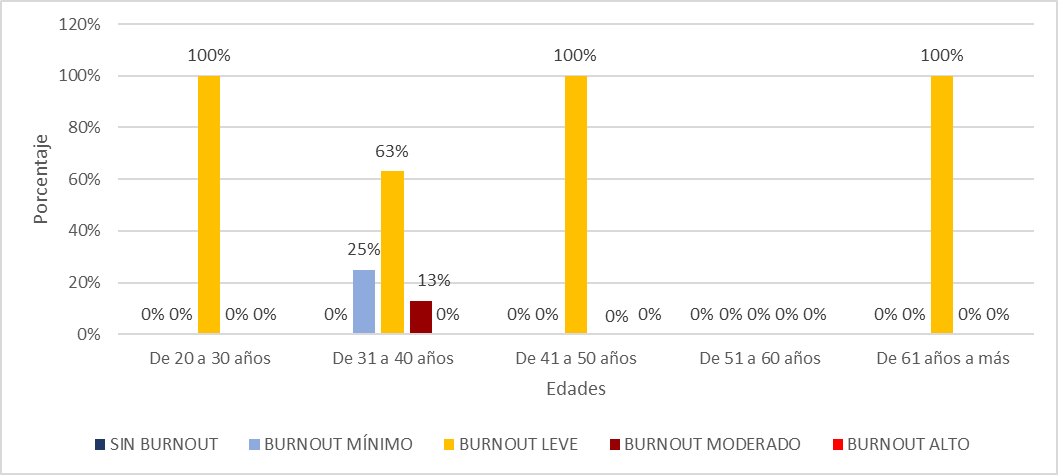 120%
100%
80%
60%
40%
20%
0%
Porcentaje
100%
100%
100%
63%
25%
13%
0% 0%
0% 0%
0%
0%
0% 0%
0%
0%
0% 0% 0% 0% 0%
0% 0%
0% 0%
De 20 a 30 años
De 31 a 40 años
De 41 a 50 años
De 51 a 60 años
De 61 años a más
Edades
SIN BURNOUT
BURNOUT MÍNIMO
BURNOUT LEVE
BURNOUT MODERADO
BURNOUT ALTO